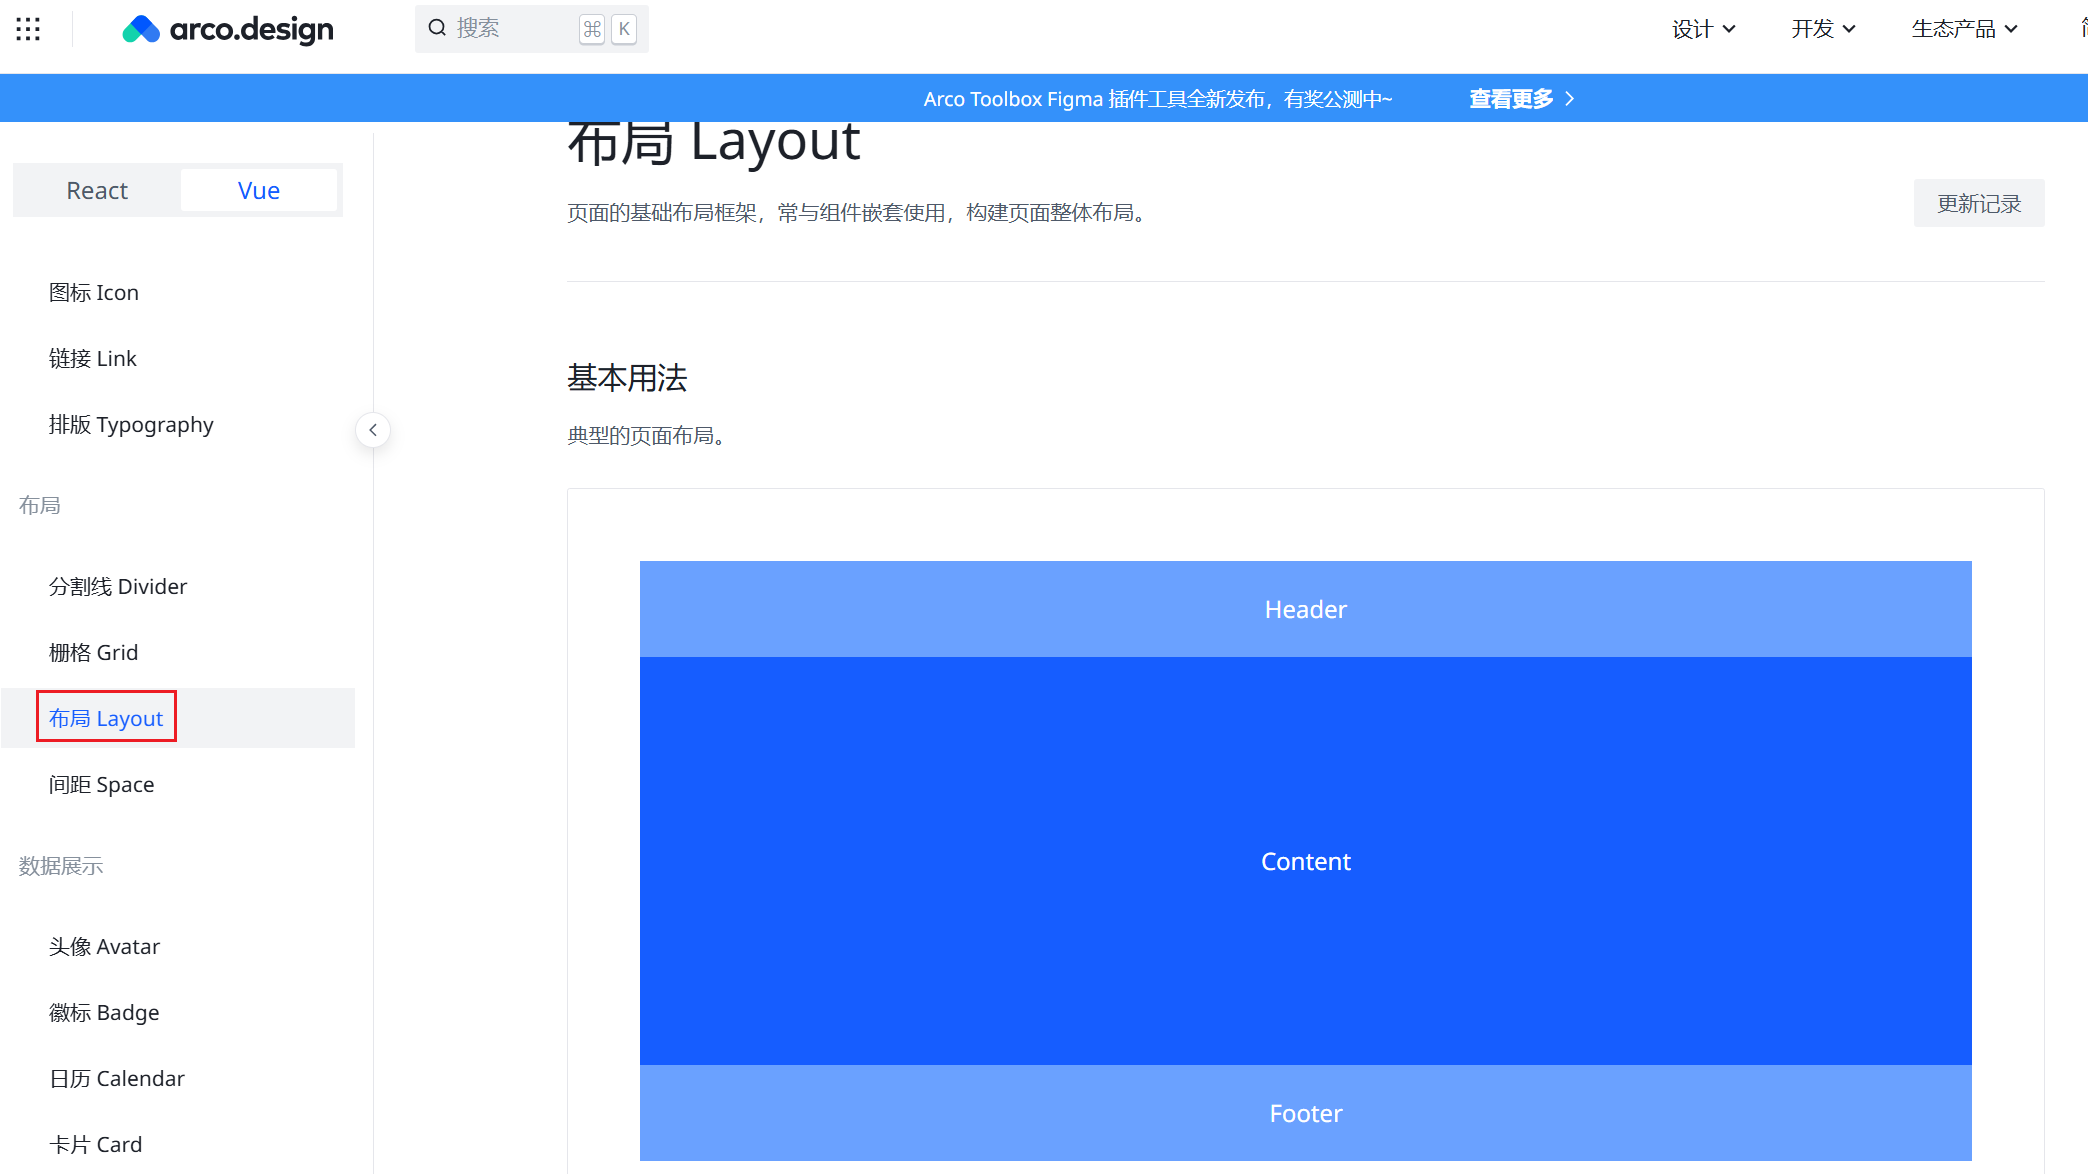 arco.design
搜索
⌘ K
设计
开发
生态产品
Arco Toolbox Figma 插件工具全新发布，有奖公测中~
查看更多
React
Vue
图标 Icon
链接 Link
排版 Typography
布局
分割线 Divider
栅格 Grid
布局 Layout
间距 Space
数据展示
头像 Avatar
徽标 Badge
日历 Calendar
卡片 Card
布局 Layout
页面的基础布局框架，常与组件嵌套使用，构建页面整体布局。
更新记录
基本用法
典型的页面布局。
Header
Content
Footer